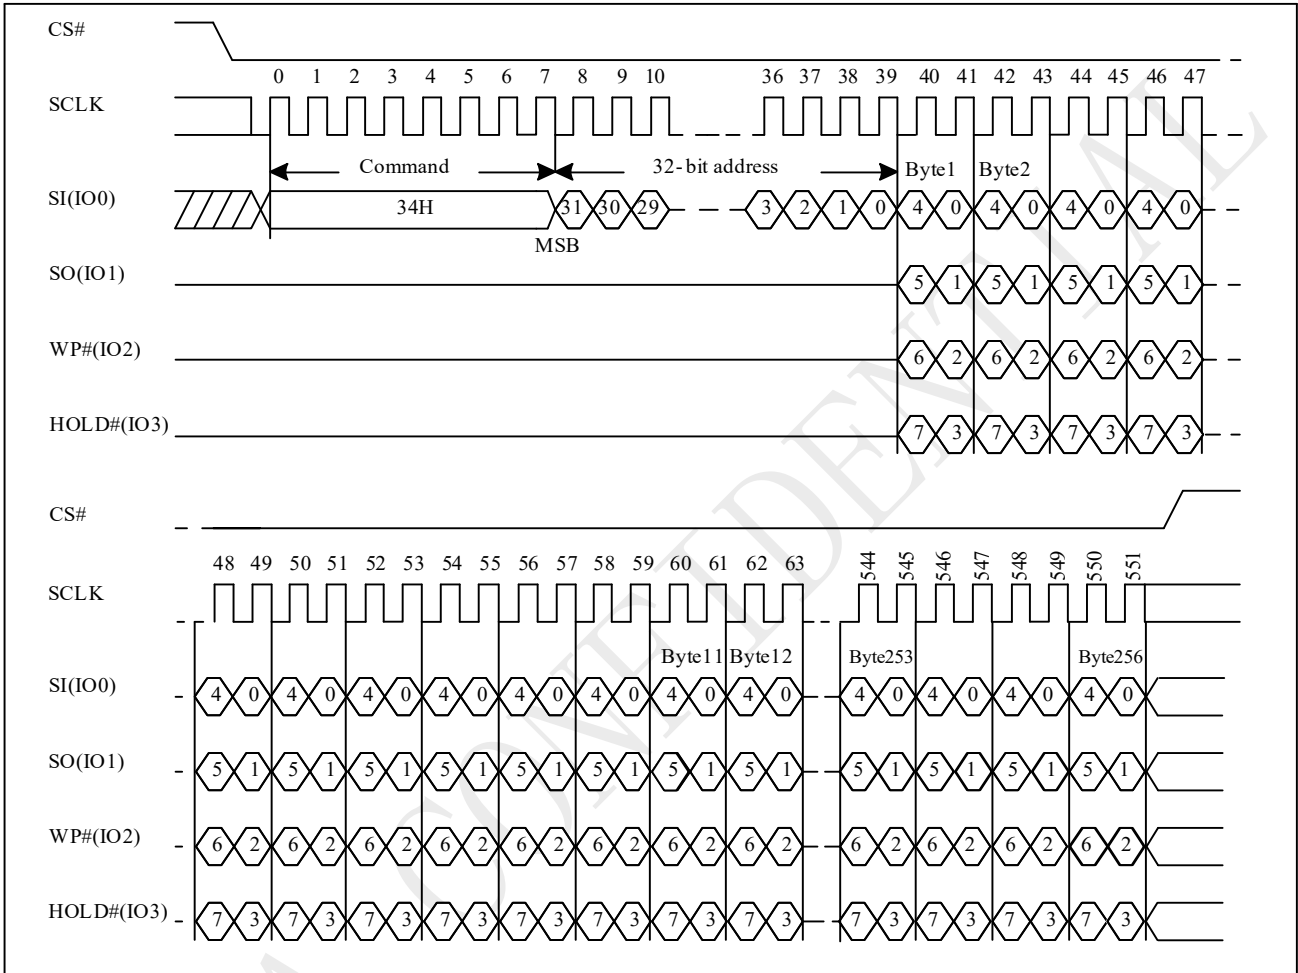 CS#
0 1 2 3 4 5 6 7 8 9 10 36 37 38 39 40 41 42 43 44 45 46 47
SCLK
Command 32-bit address Byte1 Byte2
SI(IO0) 34H 31 30 29 3 2 1 0 4 0 4 0 4 0 4 0
MSB
SO(IO1) 5 1 5 1 5 1 5 1
WP#(IO2) 6 2 6 2 6 2 6 2
HOLD#(IO3) 7 3 7 3 7 3 7 3
CS#
48 49 50 51 52 53 54 55 56 57 58 59 60 61 62 63 544 545 546 547 548 549 550 551
SCLK
Byte11 Byte12 Byte253 Byte256
SI(IO0) 4 0 4 0 4 0 4 0 4 0 4 0 4 0 4 0 4 0 4 0 4 0 4 0
SO(IO1) 5 1 5 1 5 1 5 1 5 1 5 1 5 1 5 1 5 1 5 1 5 1 5 1
WP#(IO2) 6 2 6 2 6 2 6 2 6 2 6 2 6 2 6 2 6 2 6 2 6 2 6 2
HOLD#(IO3) 7 3 7 3 7 3 7 3 7 3 7 3 7 3 7 3 7 3 7 3 7 3 7 3
CONFIDENTIAL